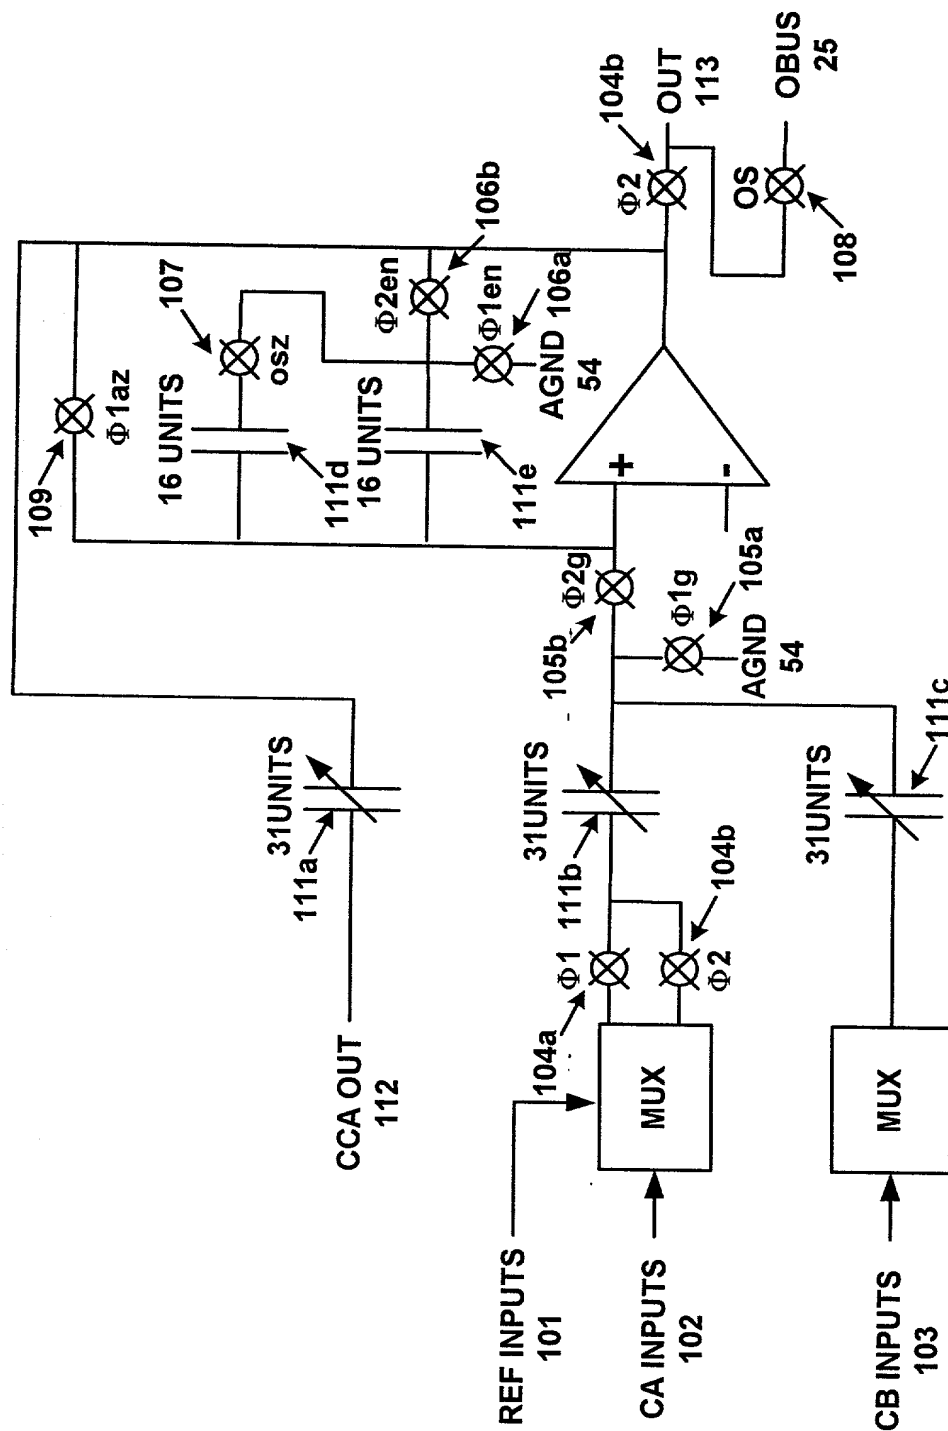 109
Φ1az
107
16 UNITS
osz
111d
16 UNITS
111e
Φ2en
106b
Φ1en
106a
AGND
54
Φ2
104b
OUT
113
OS
108
OBUS
25
+
-
Φ2g
105b
Φ1g
105a
AGND
54
CCA OUT
112
31UNITS
111a
REF INPUTS
101
CA INPUTS
102
MUX
Φ1
104a
Φ2
104b
31UNITS
111b
CB INPUTS
103
MUX
31UNITS
111c